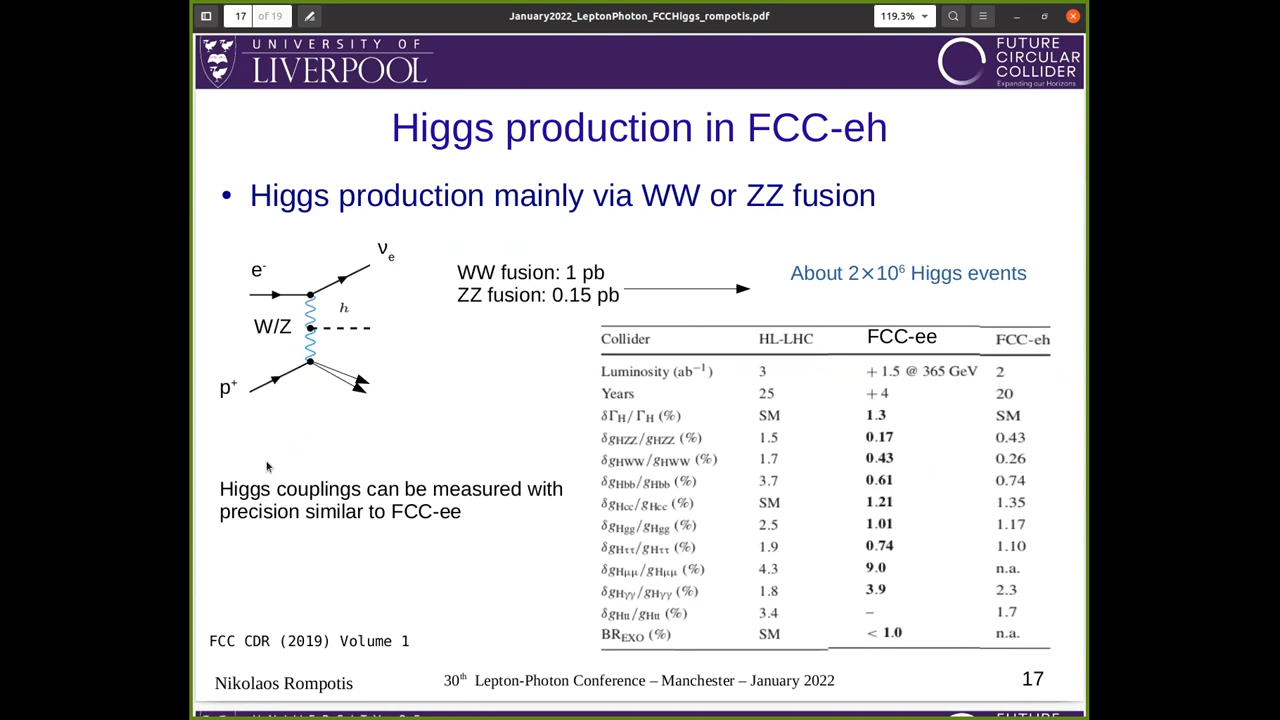 17 of 19
January2022_LeptonPhoton_FCCHiggs_rompotis.pdf
119.3%
UNIVERSITY OF
LIVERPOOL
FUTURE
CIRCULAR
COLLIDER
Expanding our Horizons
Higgs production in FCC-eh
• Higgs production mainly via WW or ZZ fusion
νe
e-
h
W/Z
p+
WW fusion: 1 pb
ZZ fusion: 0.15 pb
About 2×10⁶ Higgs events
Collider HL-LHC FCC-ee FCC-eh
Luminosity (ab⁻¹) 3 + 1.5 @ 365 GeV 2
Years 25 + 4 20
δΓH/ΓH (%) SM 1.3 SM
δgHZZ/gHZZ (%) 1.5 0.17 0.43
δgHWW/gHWW (%) 1.7 0.43 0.26
δgHbb/gHbb (%) 3.7 0.61 0.74
δgHcc/gHcc (%) SM 1.21 1.35
δgHgg/gHgg (%) 2.5 1.01 1.17
δgHττ/gHττ (%) 1.9 0.74 1.10
δgHμμ/gHμμ (%) 4.3 9.0 n.a.
δgHγγ/gHγγ (%) 1.8 3.9 2.3
δgHtt/gHtt (%) 3.4 – 1.7
BREXO (%) SM < 1.0 n.a.
Higgs couplings can be measured with
precision similar to FCC-ee
FCC CDR (2019) Volume 1
Nikolaos Rompotis
30th Lepton-Photon Conference – Manchester – January 2022
17